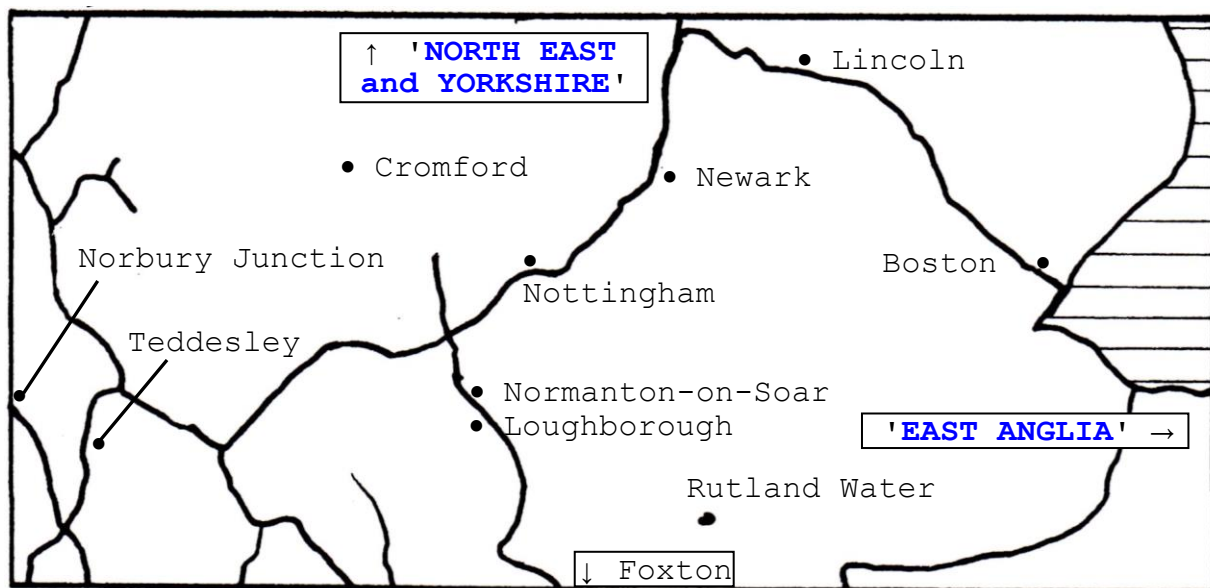 ↑ 'NORTH EAST
and YORKSHIRE'
Lincoln
Cromford
Newark
Norbury Junction
Boston
Nottingham
Teddesley
Normanton-on-Soar
Loughborough
'EAST ANGLIA' →
Rutland Water
↓ Foxton